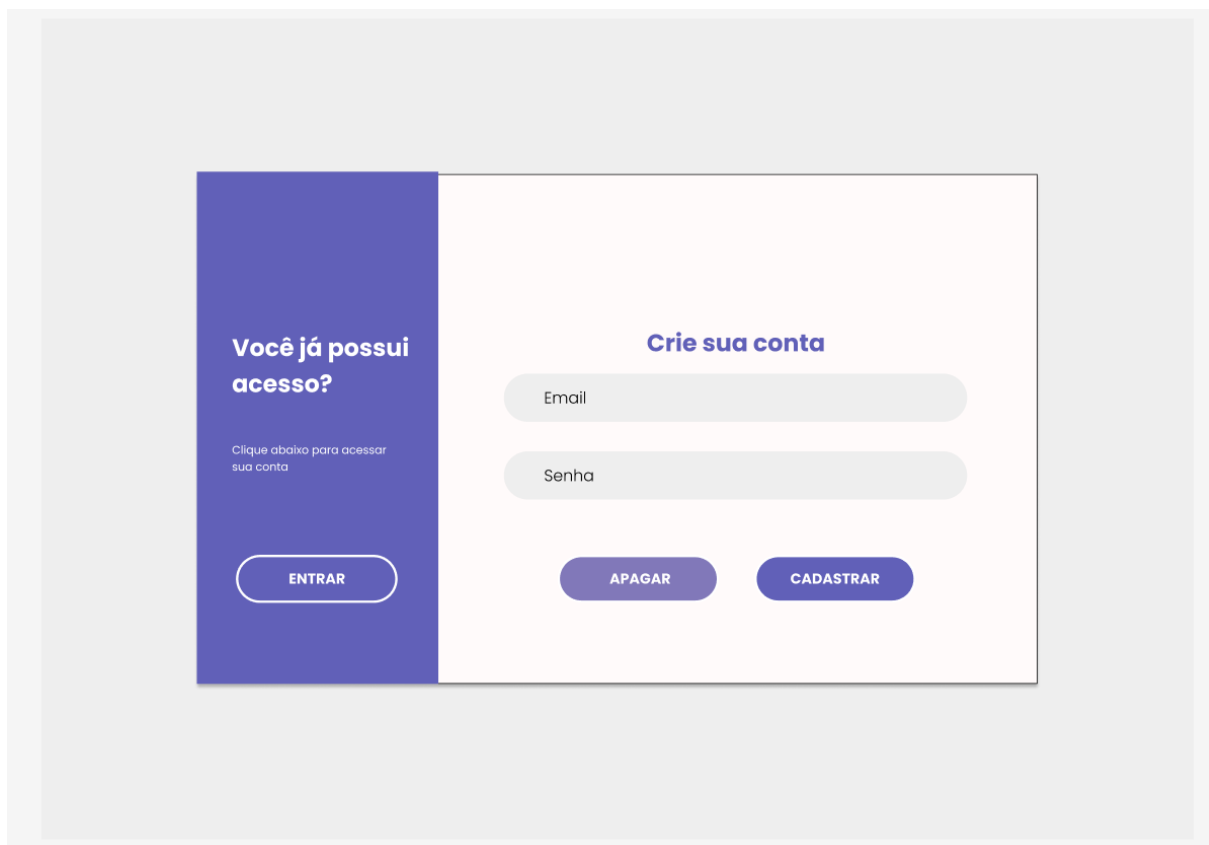 Você já possui
acesso?
Clique abaixo para acessar
sua conta
ENTRAR
Crie sua conta
Email
Senha
APAGAR
CADASTRAR